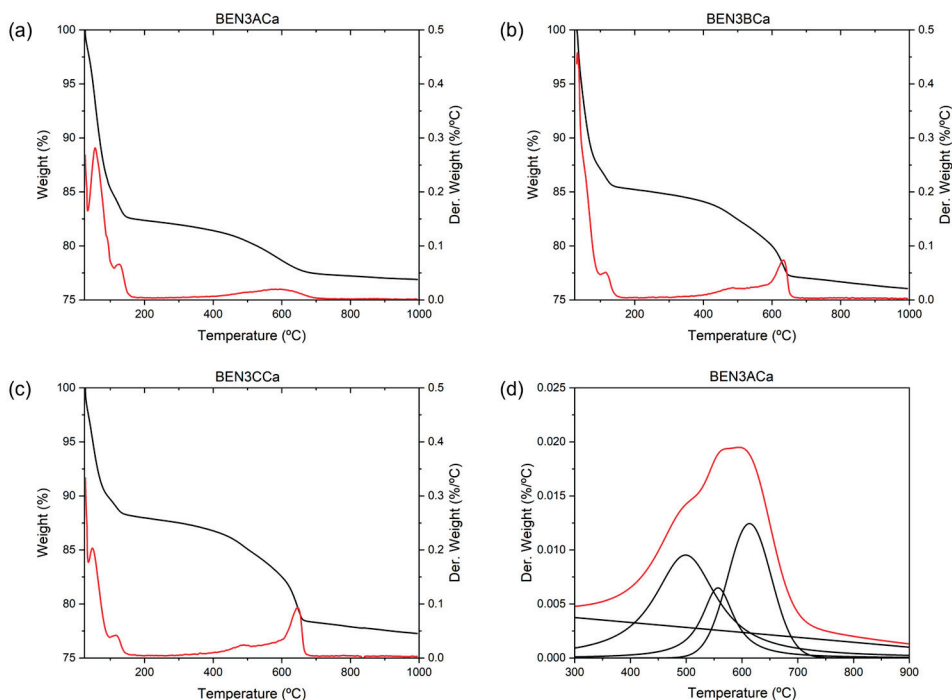 (a)
BEN3ACa
100
95
90
85
80
75
Weight (%)
0.5
0.4
0.3
0.2
0.1
0.0
Der. Weight (%/ºC)
200 400 600 800 1000
Temperature (ºC)
(b)
BEN3BCa
100
95
90
85
80
75
Weight (%)
0.5
0.4
0.3
0.2
0.1
0.0
Der. Weight (%/ºC)
200 400 600 800 1000
Temperature (ºC)
(c)
BEN3CCa
100
95
90
85
80
75
Weight (%)
0.5
0.4
0.3
0.2
0.1
0.0
Der. Weight (%/ºC)
200 400 600 800 1000
Temperature (ºC)
(d)
BEN3ACa
0.025
0.020
0.015
0.010
0.005
0.000
Der. Weight (%/ºC)
300 400 500 600 700 800 900
Temperature (ºC)